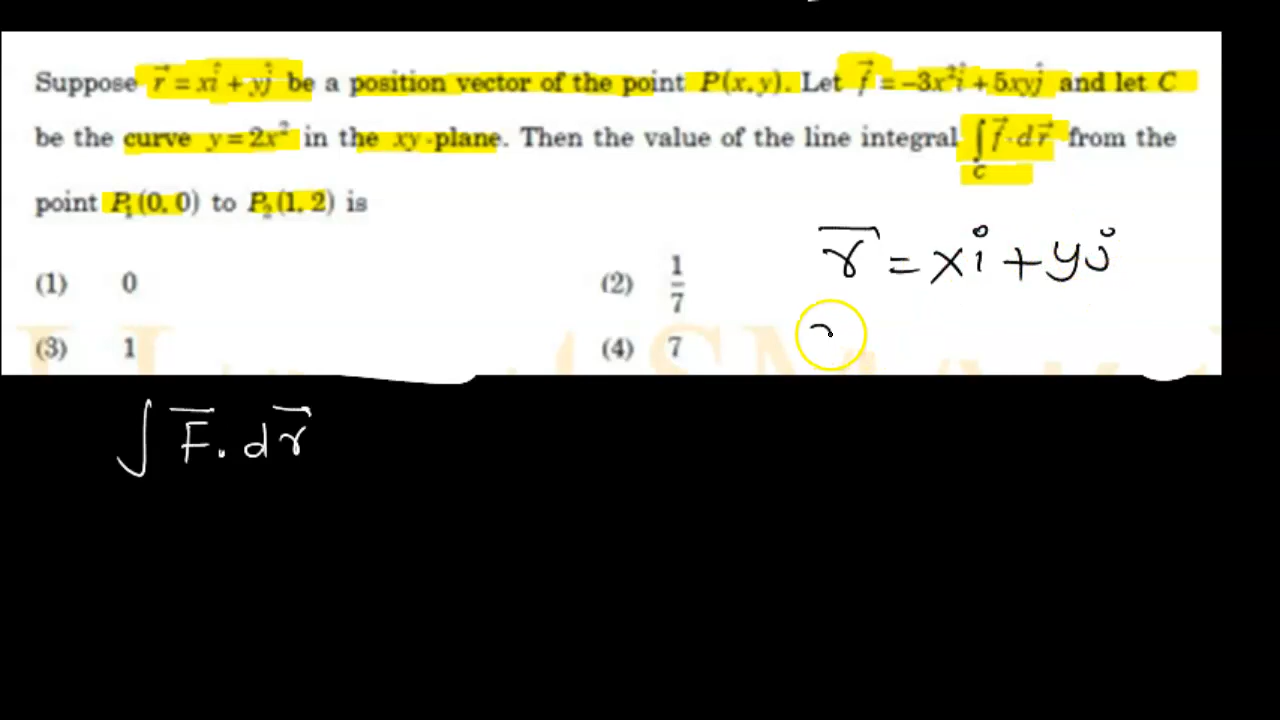 Suppose r⃗ = xî + yĵ be a position vector of the point P(x, y). Let f⃗ = −3x²î + 5xyĵ and let C
be the curve y = 2x² in the xy-plane. Then the value of the line integral ∫_C f⃗ · dr⃗ from the
point P₁(0, 0) to P₂(1, 2) is
(1) 0 (2) 1/7
(3) 1 (4) 7
r⃗ = xi + yj
∫ F̅ . dr⃗